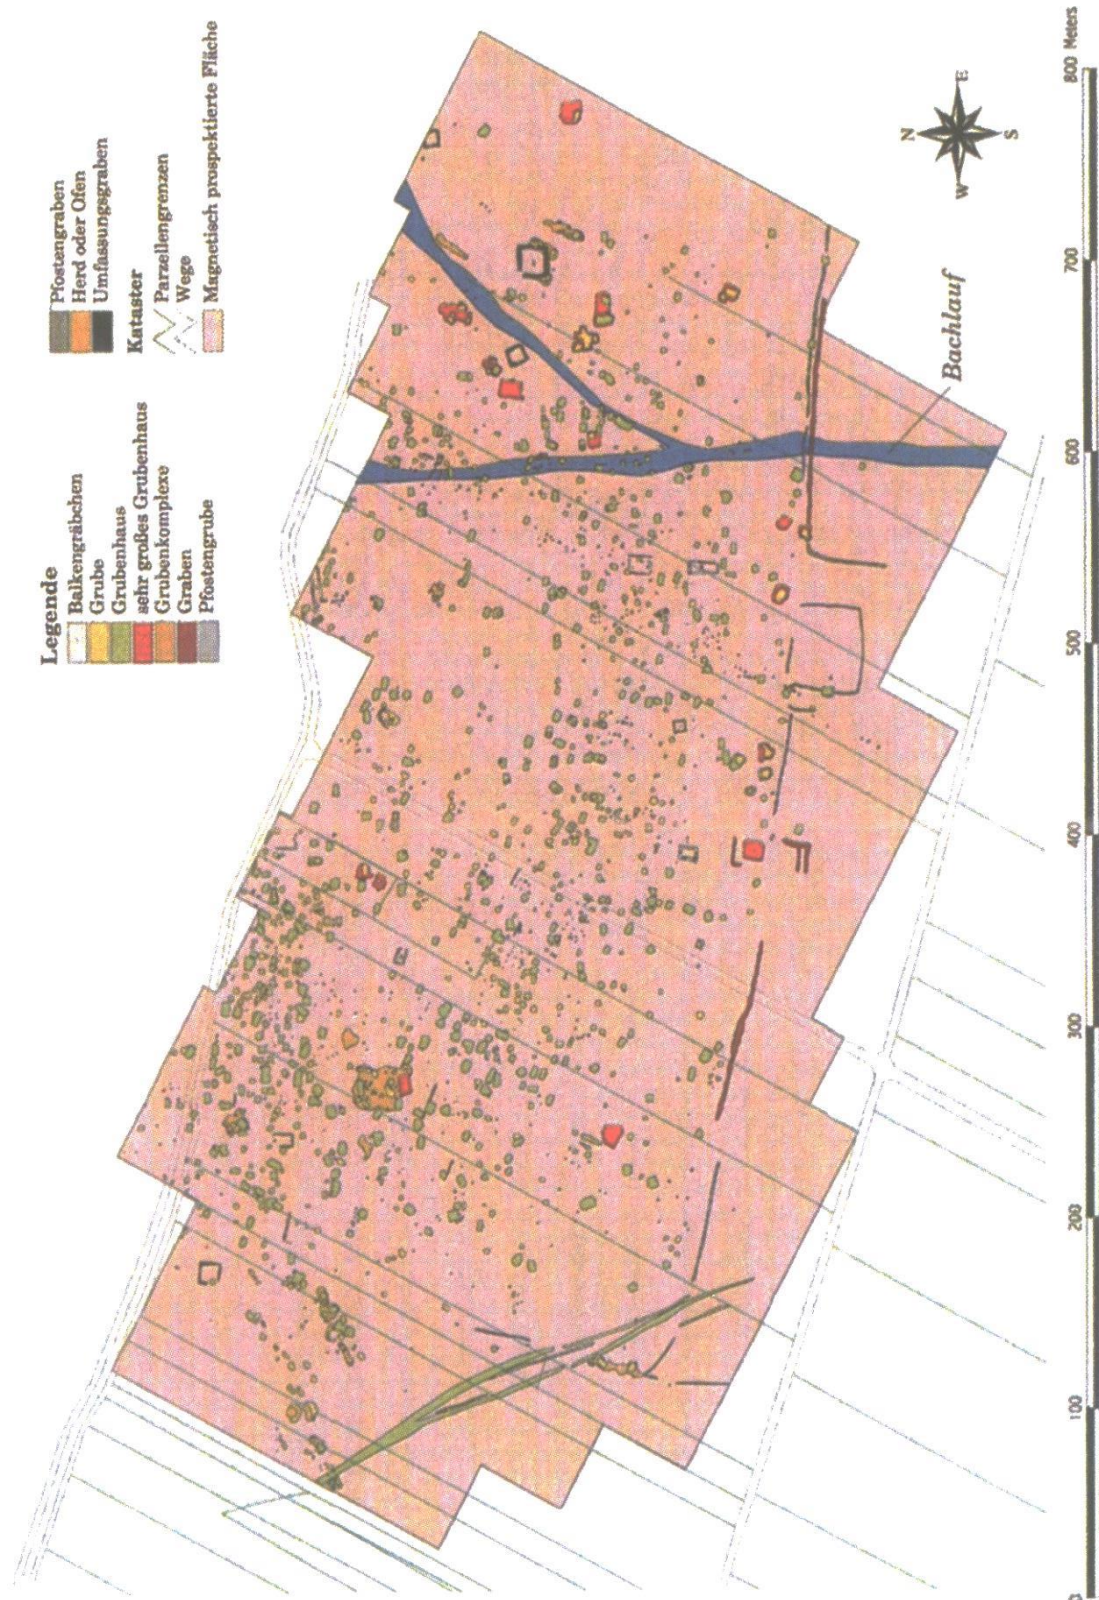 Legende
Balkengräbchen
Grube
Grubenhaus
sehr großes Grubenhaus
Grubenkomplexe
Graben
Pfostengrube
Pfostengraben
Herd oder Ofen
Umfassungsgraben
Kataster
Parzellengrenzen
Wege
Magnetisch prospektierte Fläche
N
W
E
S
Bachlauf
0
100
200
300
400
500
600
700
800 Meters